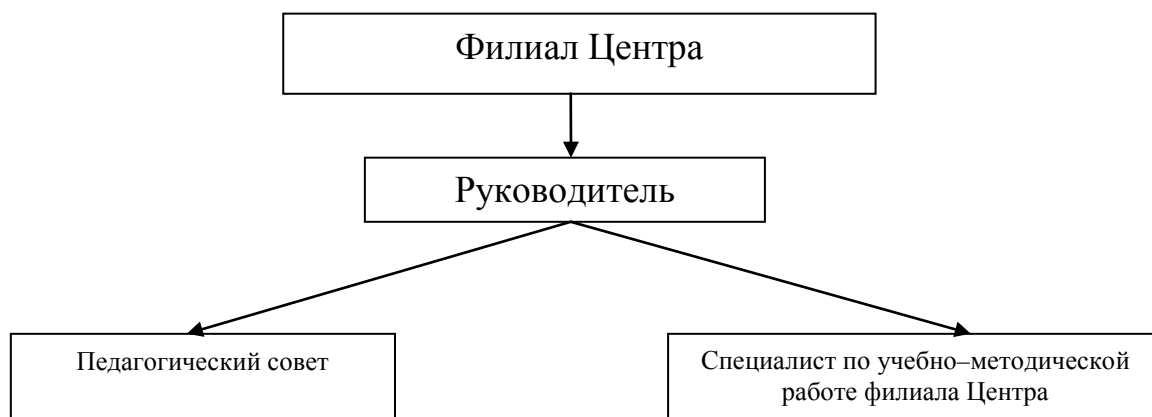 Филиал Центра
Руководитель
Педагогический совет
Специалист по учебно–методической
работе филиала Центра